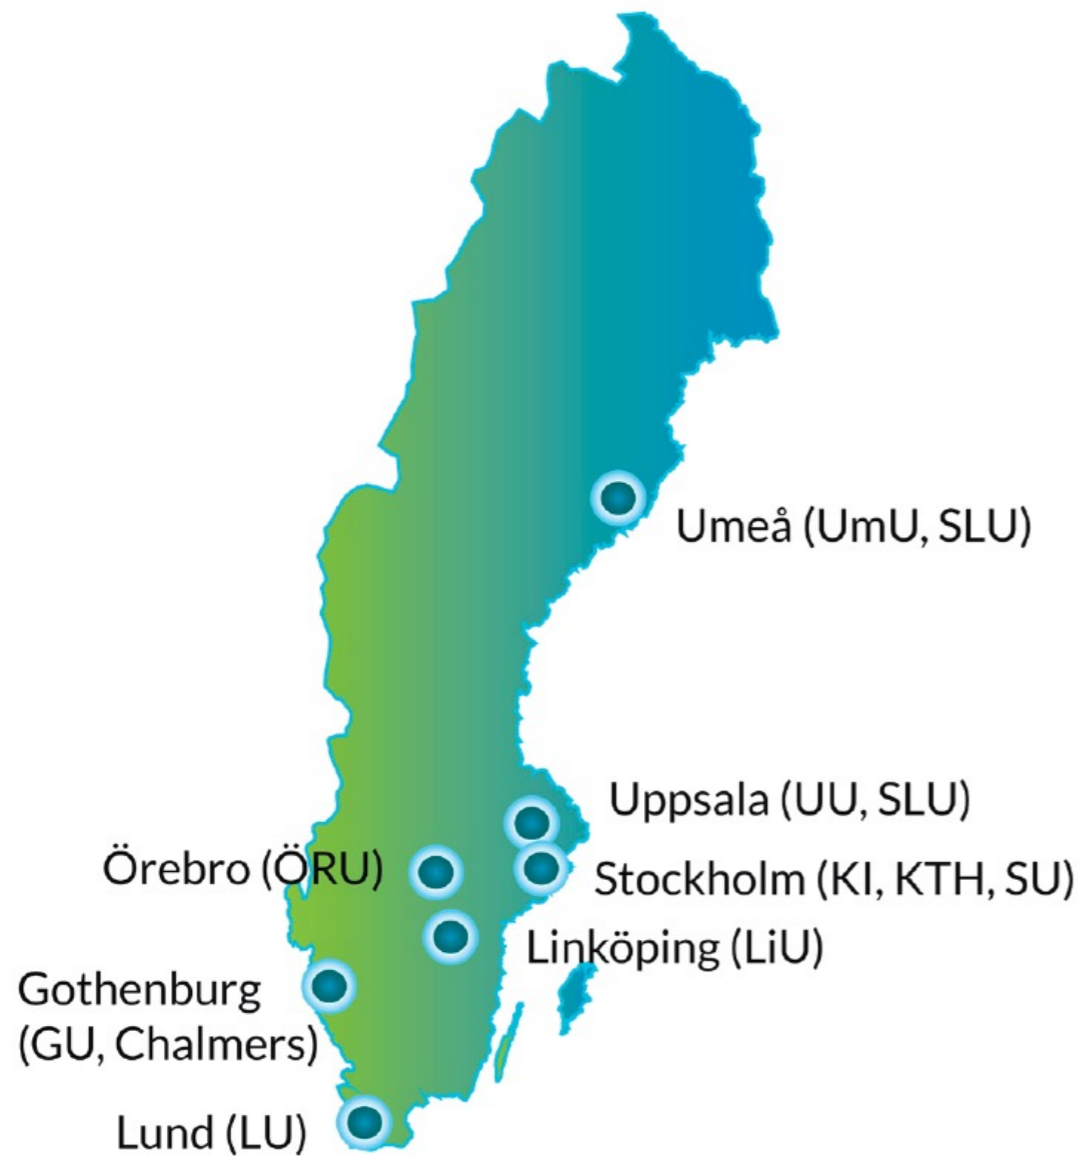 Umeå (UmU, SLU)
Uppsala (UU, SLU)
Örebro (ÖRU)
Stockholm (KI, KTH, SU)
Linköping (LiU)
Gothenburg
(GU, Chalmers)
Lund (LU)